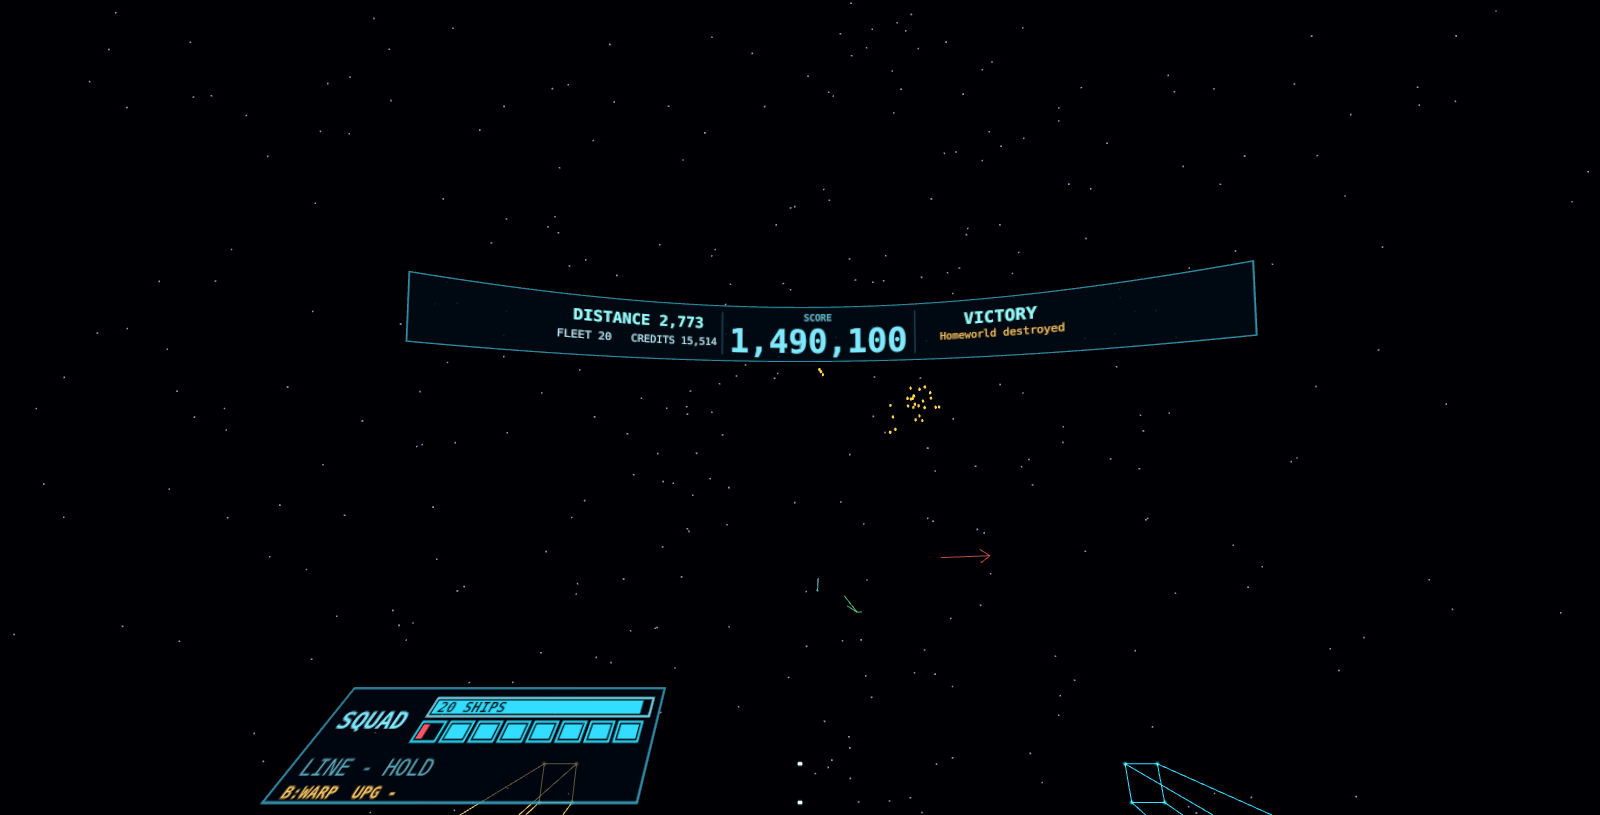 DISTANCE 2,773
FLEET 20 CREDITS 15,514
SCORE
1,490,100
VICTORY
Homeworld destroyed
SQUAD
20 SHIPS
LINE - HOLD
B:WARP UPG -